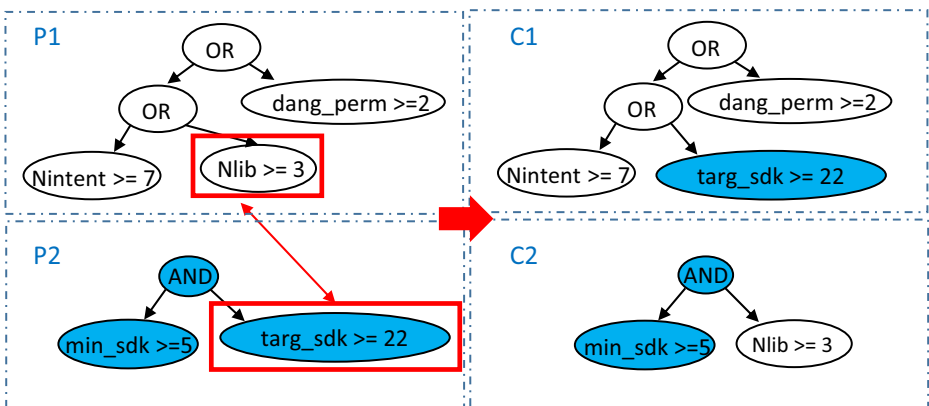 P1
OR
OR
dang_perm >=2
Nintent >= 7
Nlib >= 3
C1
OR
OR
dang_perm >=2
Nintent >= 7
targ_sdk >= 22
P2
AND
min_sdk >=5
targ_sdk >= 22
C2
AND
min_sdk >=5
Nlib >= 3